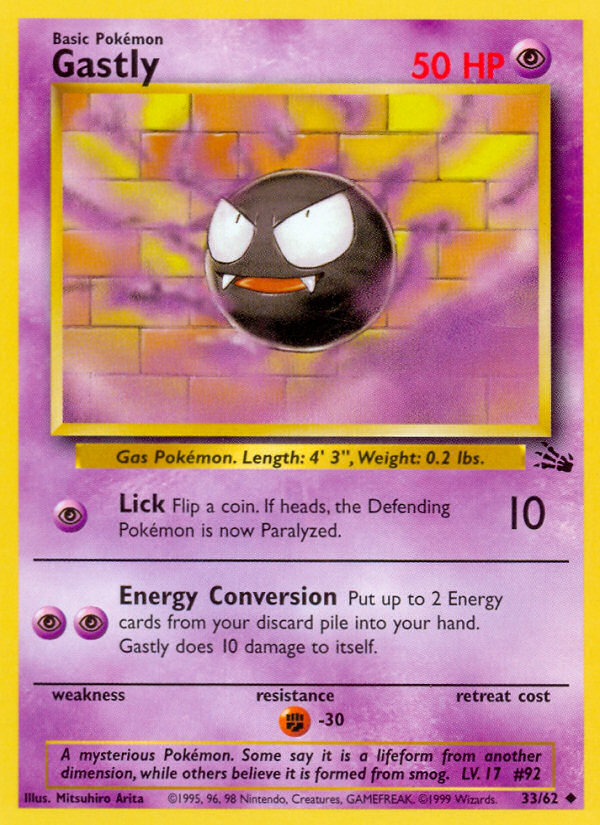 Basic Pokémon
Gastly
50 HP
Gas Pokémon. Length: 4' 3", Weight: 0.2 lbs.
Lick Flip a coin. If heads, the Defending
Pokémon is now Paralyzed.
10
Energy Conversion Put up to 2 Energy
cards from your discard pile into your hand.
Gastly does 10 damage to itself.
weakness resistance retreat cost
-30
A mysterious Pokémon. Some say it is a lifeform from another
dimension, while others believe it is formed from smog. LV. 17 #92
Illus. Mitsuhiro Arita ©1995, 96, 98 Nintendo, Creatures, GAMEFREAK. ©1999 Wizards. 33/62